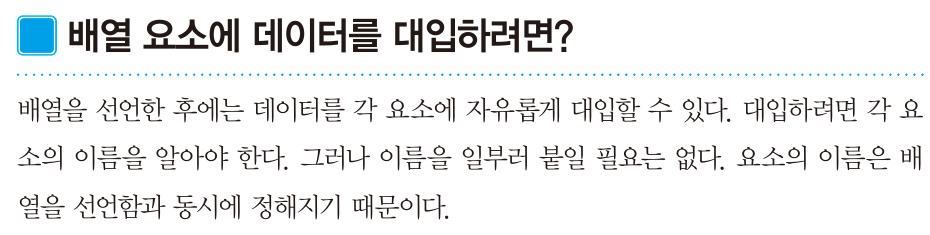 배열 요소에 데이터를 대입하려면?
배열을 선언한 후에는 데이터를 각 요소에 자유롭게 대입할 수 있다. 대입하려면 각 요
소의 이름을 알아야 한다. 그러나 이름을 일부러 붙일 필요는 없다. 요소의 이름은 배
열을 선언함과 동시에 정해지기 때문이다.